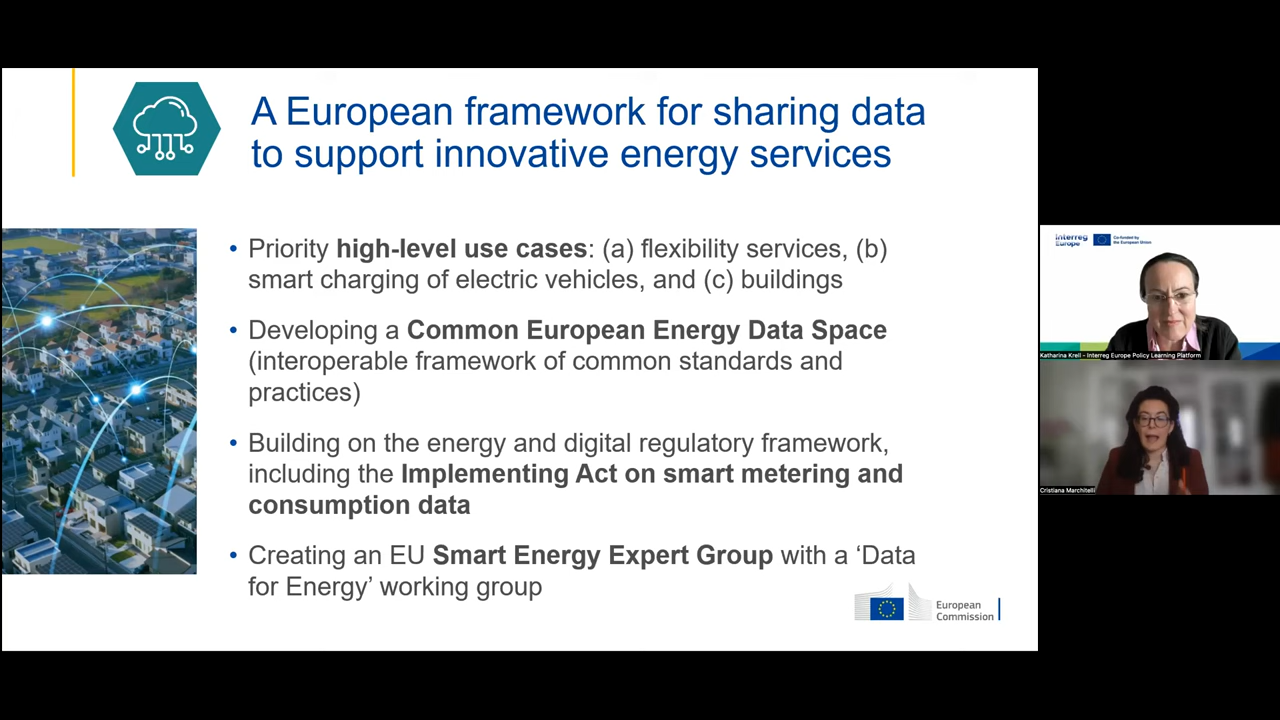 A European framework for sharing data
to support innovative energy services
• Priority high-level use cases: (a) flexibility services, (b)
smart charging of electric vehicles, and (c) buildings
• Developing a Common European Energy Data Space
(interoperable framework of common standards and
practices)
• Building on the energy and digital regulatory framework,
including the Implementing Act on smart metering and
consumption data
• Creating an EU Smart Energy Expert Group with a ‘Data
for Energy’ working group
European
Commission
Interreg
Europe
Co-funded by
the European Union
Katharina Krell – Interreg Europe Policy Learning Platform
Cristiana Marchitelli